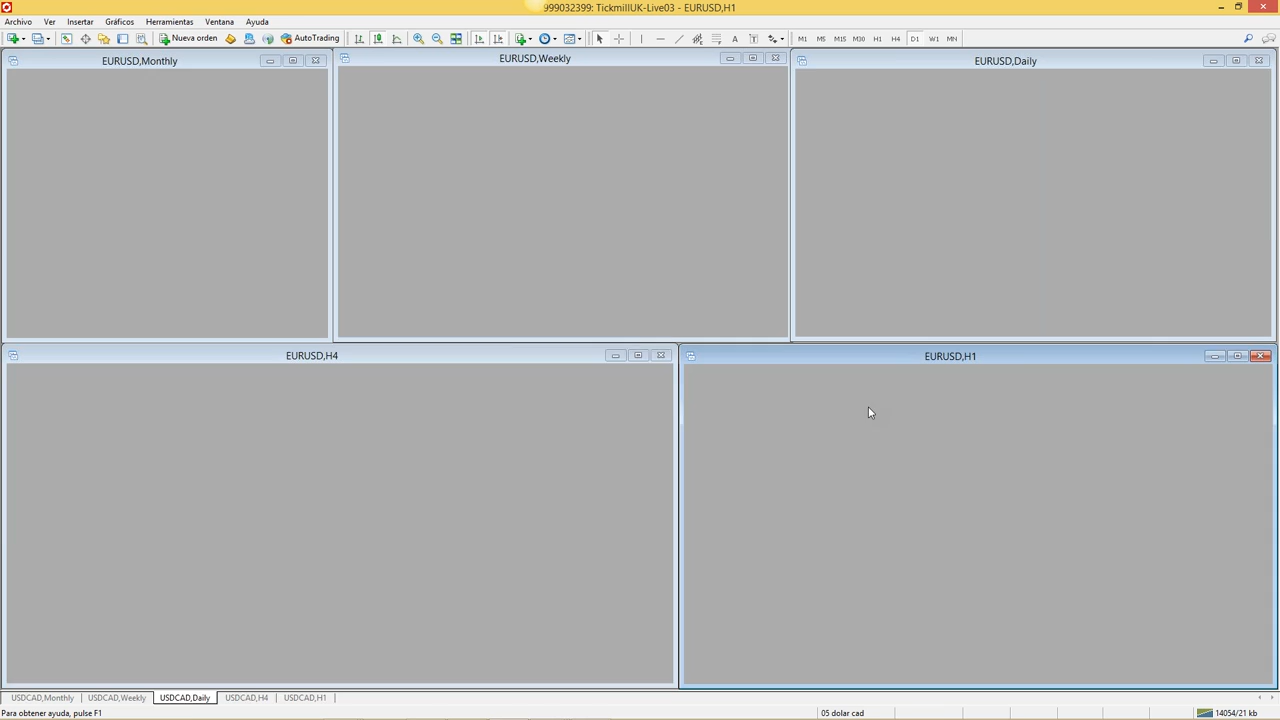 999032399: TickmillUK-Live03 - EURUSD,H1
Archivo Ver Insertar Gráficos Herramientas Ventana Ayuda
Nueva orden AutoTrading A T M1 M5 M15 M30 H1 H4 D1 W1 MN
EURUSD,Monthly EURUSD,Weekly EURUSD,Daily
EURUSD,H4 EURUSD,H1
USDCAD,Monthly USDCAD,Weekly USDCAD,Daily USDCAD,H4 USDCAD,H1
Para obtener ayuda, pulse F1 05 dolar cad 14054/21 kb